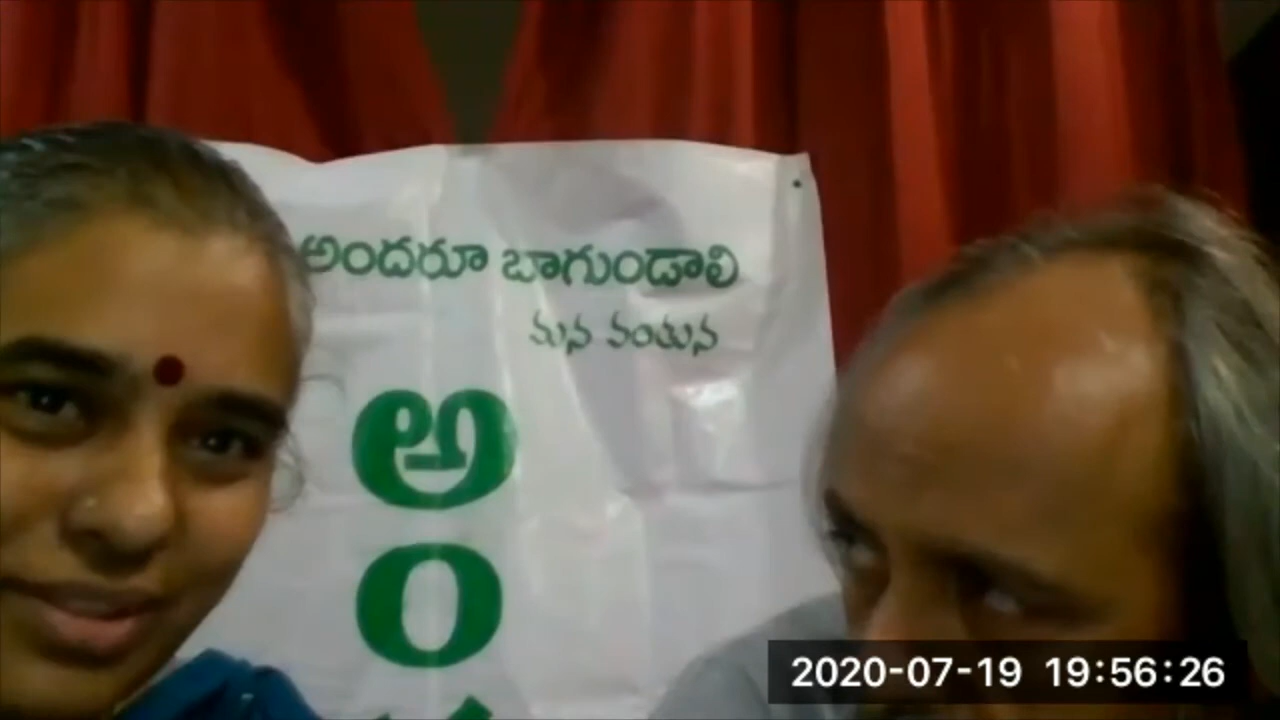 అందరూ బాగుండాలి
మన వంతున
అ
ం
2020-07-19 19:56:26